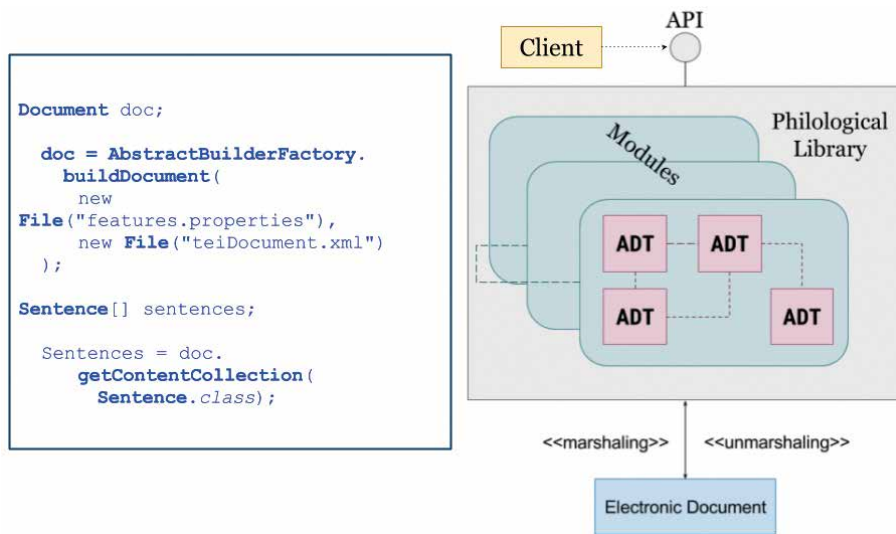 Document doc;
doc = AbstractBuilderFactory.
buildDocument(
new
File("features.properties"),
new File("teiDocument.xml")
);
Sentence[] sentences;
Sentences = doc.
getContentCollection(
Sentence.class);
API
Client
Philological
Library
Modules
ADT
ADT
ADT
ADT
<<marshaling>>
<<unmarshaling>>
Electronic Document